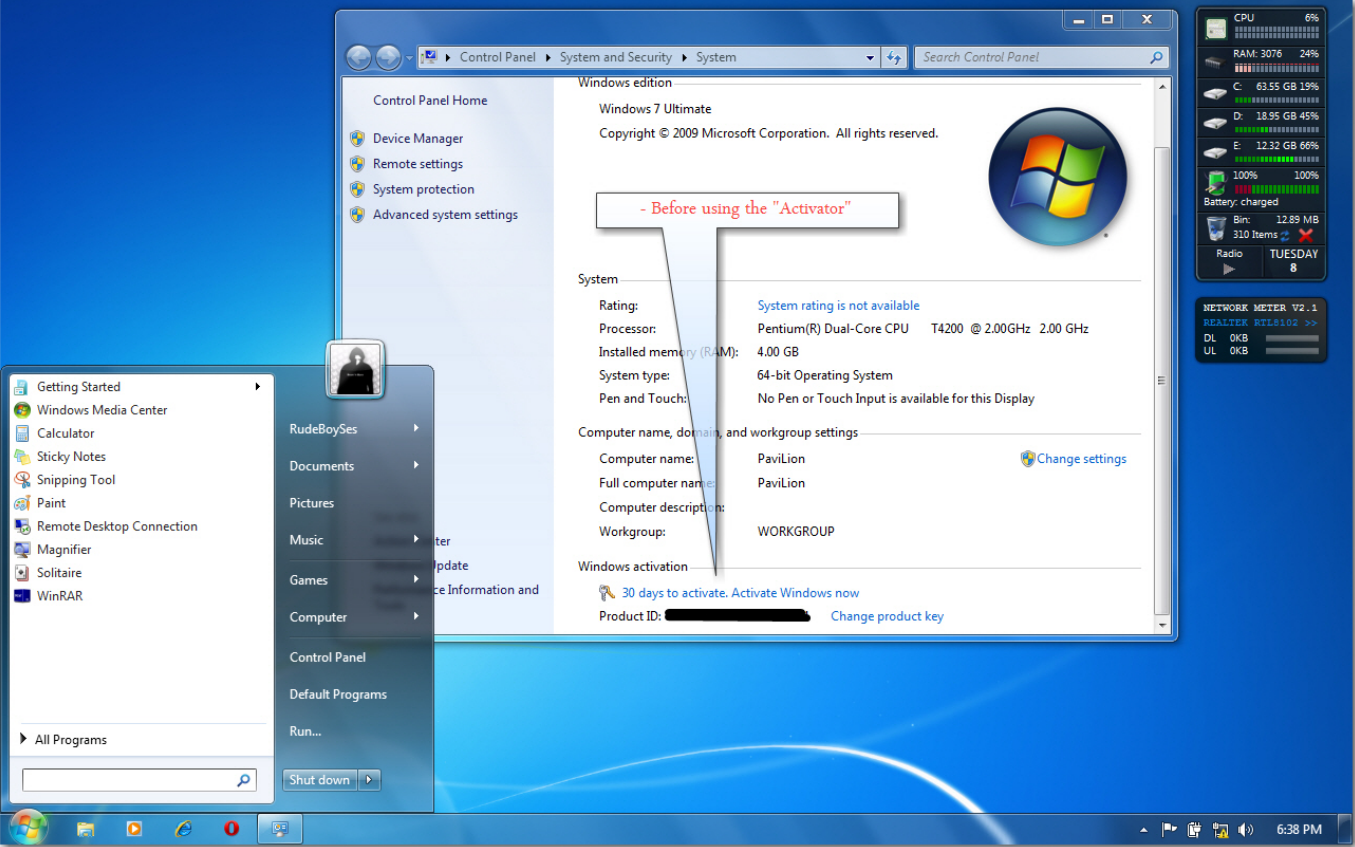 Control Panel System and Security System
Search Control Panel
Control Panel Home
Device Manager
Remote settings
System protection
Advanced system settings
Windows edition
Windows 7 Ultimate
Copyright © 2009 Microsoft Corporation. All rights reserved.
- Before using the "Activator"
System
Rating: System rating is not available
Processor: Pentium(R) Dual-Core CPU T4200 @ 2.00GHz 2.00 GHz
Installed memory (RAM): 4.00 GB
System type: 64-bit Operating System
Pen and Touch: No Pen or Touch Input is available for this Display
Computer name, domain, and workgroup settings
Computer name: PaviLion
Change settings
Full computer name: PaviLion
Computer description:
Workgroup: WORKGROUP
Windows activation
30 days to activate. Activate Windows now
Product ID:
Change product key
CPU 6%
RAM: 3076 24%
C: 63.55 GB 19%
D: 18.95 GB 45%
E: 12.32 GB 66%
100% 100%
Battery: charged
Bin: 12.89 MB
310 Items
Radio
TUESDAY
8
NETWORK METER V2.1
REALTEK RTL8102 >>
DL 0KB
UL 0KB
Getting Started
Windows Media Center
Calculator
Sticky Notes
Snipping Tool
Paint
Remote Desktop Connection
Magnifier
Solitaire
WinRAR
All Programs
RudeBoySes
Documents
Pictures
Music
Games
Computer
Control Panel
Default Programs
Run...
Shut down
Performance Information and
6:38 PM